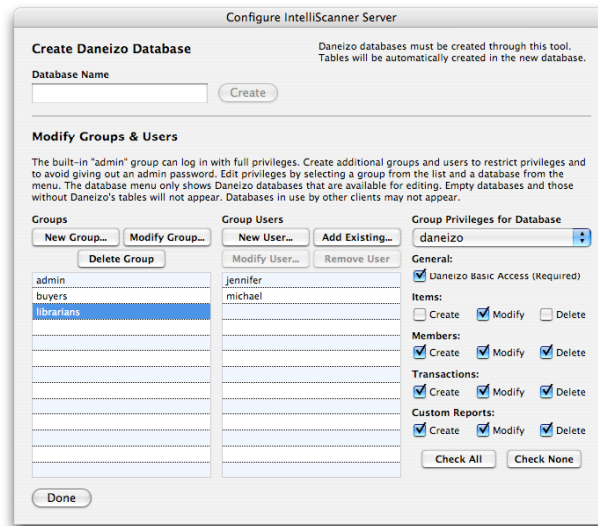 Configure IntelliScanner Server
Create Daneizo Database
Daneizo databases must be created through this tool.
Tables will be automatically created in the new database.
Database Name
Create
Modify Groups & Users
The built-in "admin" group can log in with full privileges. Create additional groups and users to restrict privileges and
to avoid giving out an admin password. Edit privileges by selecting a group from the list and a database from the
menu. The database menu only shows Daneizo databases that are available for editing. Empty databases and those
without Daneizo's tables will not appear. Databases in use by other clients may not appear.
Groups
New Group... Modify Group...
Delete Group
admin
buyers
librarians
Group Users
New User... Add Existing...
Modify User... Remove User
jennifer
michael
Group Privileges for Database
daneizo
General:
Daneizo Basic Access (Required)
Items:
Create Modify Delete
Members:
Create Modify Delete
Transactions:
Create Modify Delete
Custom Reports:
Create Modify Delete
Check All Check None
Done